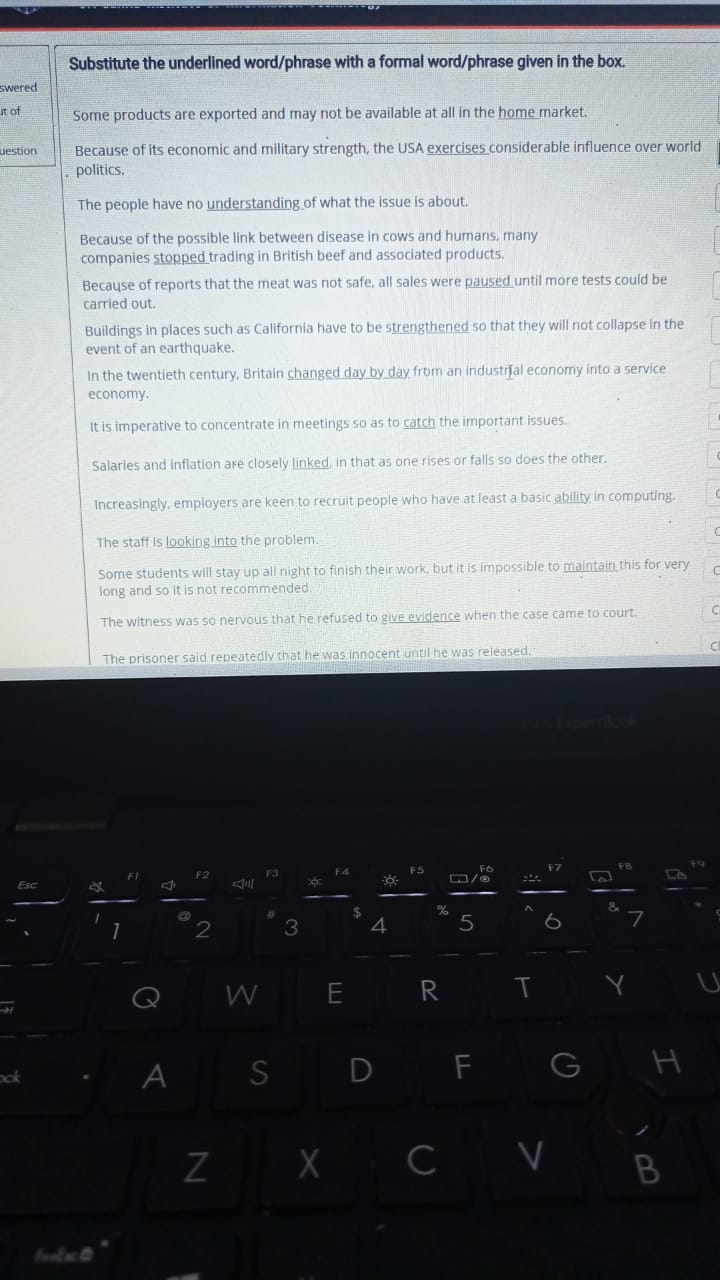 swered
ut of
uestion
Substitute the underlined word/phrase with a formal word/phrase given in the box.
Some products are exported and may not be available at all in the home market.
Because of its economic and military strength, the USA exercises considerable influence over world
politics.
The people have no understanding of what the issue is about.
Because of the possible link between disease in cows and humans, many
companies stopped trading in British beef and associated products.
Because of reports that the meat was not safe, all sales were paused until more tests could be
carried out.
Buildings in places such as California have to be strengthened so that they will not collapse in the
event of an earthquake.
In the twentieth century, Britain changed day by day from an industrial economy into a service
economy.
It is imperative to concentrate in meetings so as to catch the important issues.
Salaries and inflation are closely linked, in that as one rises or falls so does the other.
Increasingly, employers are keen to recruit people who have at least a basic ability in computing.
The staff is looking into the problem.
Some students will stay up all night to finish their work, but it is impossible to maintain this for very
long and so it is not recommended.
The witness was so nervous that he refused to give evidence when the case came to court.
The prisoner said repeatedly that he was innocent until he was released.
ExpertBook
Esc F1 F2 F3 F4 F5 F6 F7 F8 F9
~ ` ! 1 @ 2 # 3 $ 4 % 5 ^ 6 & 7 *
Q W E R T Y U
ock A S D F G H
Z X C V B